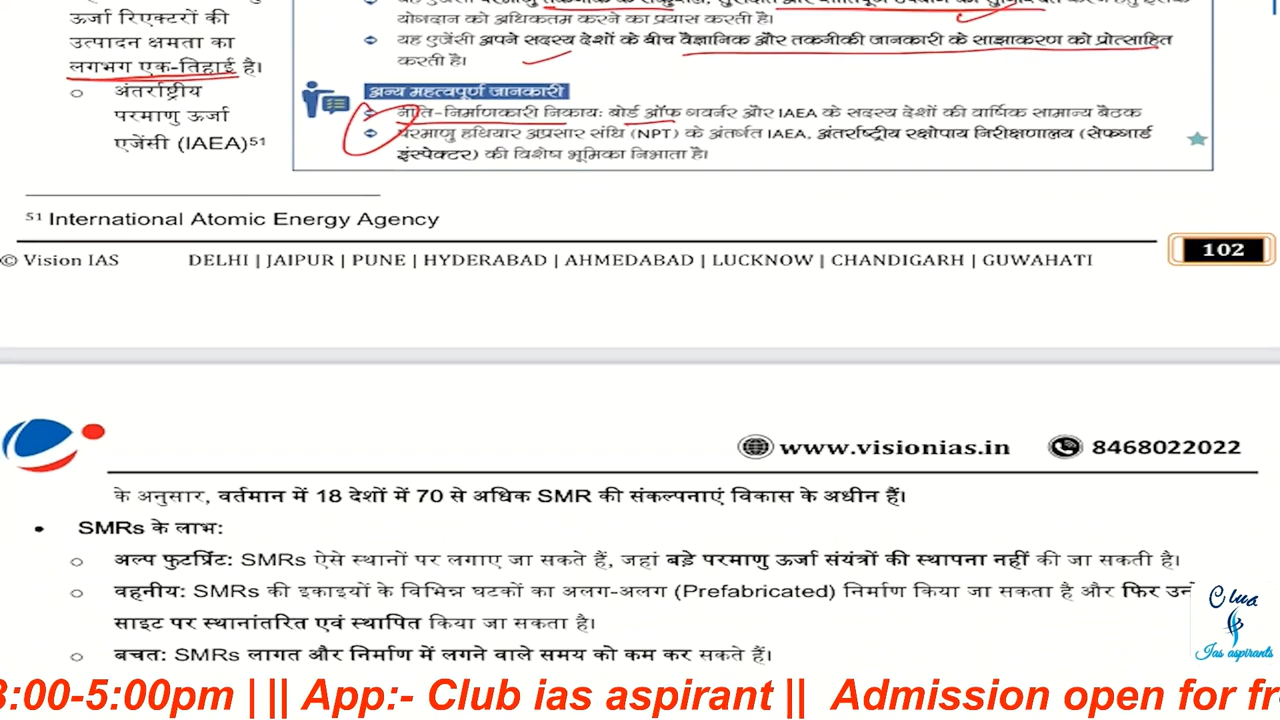 ऊर्जा रिएक्टरों की
उत्पादन क्षमता का
लगभग एक-तिहाई है।
○ अंतर्राष्ट्रीय
परमाणु ऊर्जा
एजेंसी (IAEA)51
योगदान को अधिकतम करने का प्रयास करती है।
यह एजेंसी अपने सदस्य देशों के बीच वैज्ञानिक और तकनीकी जानकारी के साझाकरण को प्रोत्साहित
करती है।
अन्य महत्वपूर्ण जानकारी
नीति-निर्माणकारी निकाय: बोर्ड ऑफ गवर्नर और IAEA के सदस्य देशों की वार्षिक सामान्य बैठक
परमाणु हथियार अप्रसार संधि (NPT) के अंतर्गत IAEA, अंतर्राष्ट्रीय रक्षोपाय निरीक्षणालय (सेफगार्ड
इंस्पेक्टर) की विशेष भूमिका निभाता है।
51 International Atomic Energy Agency
102
© Vision IAS DELHI | JAIPUR | PUNE | HYDERABAD | AHMEDABAD | LUCKNOW | CHANDIGARH | GUWAHATI
www.visionias.in 8468022022
के अनुसार, वर्तमान में 18 देशों में 70 से अधिक SMR की संकल्पनाएं विकास के अधीन हैं।
• SMRs के लाभ:
○ अल्प फुटप्रिंट: SMRs ऐसे स्थानों पर लगाए जा सकते हैं, जहां बड़े परमाणु ऊर्जा संयंत्रों की स्थापना नहीं की जा सकती है।
○ वहनीय: SMRs की इकाइयों के विभिन्न घटकों का अलग-अलग (Prefabricated) निर्माण किया जा सकता है और फिर
साइट पर स्थानांतरित एवं स्थापित किया जा सकता है।
○ बचत: SMRs लागत और निर्माण में लगने वाले समय को कम कर सकते हैं।
Ias aspirants
3:00-5:00pm | || App:- Club ias aspirant || Admission open for